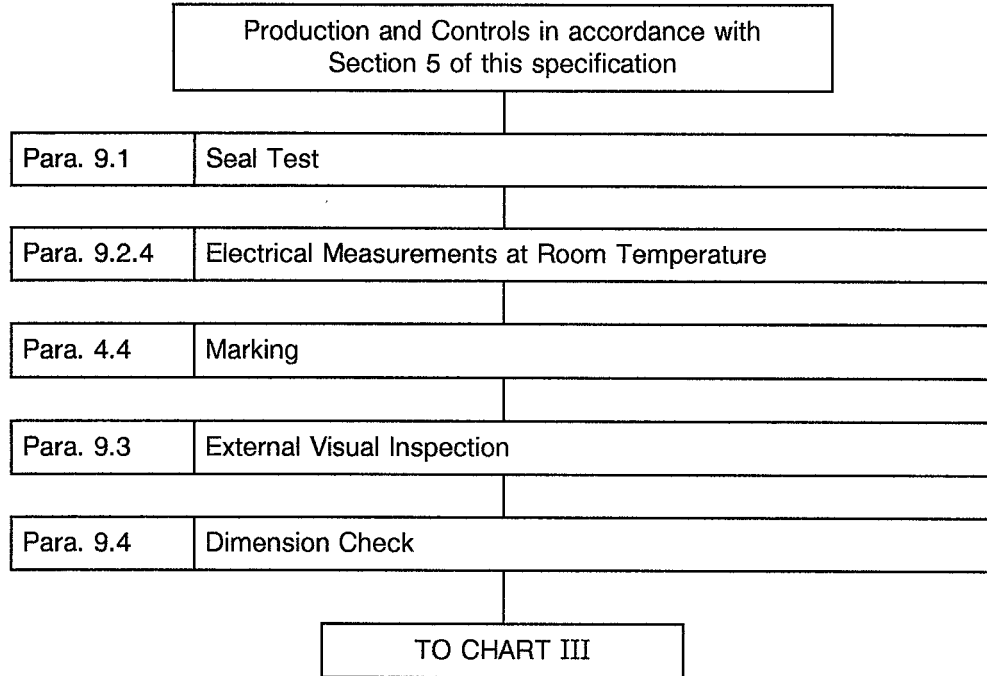 Production and Controls in accordance with
Section 5 of this specification
Para. 9.1 Seal Test
Para. 9.2.4 Electrical Measurements at Room Temperature
Para. 4.4 Marking
Para. 9.3 External Visual Inspection
Para. 9.4 Dimension Check
TO CHART III